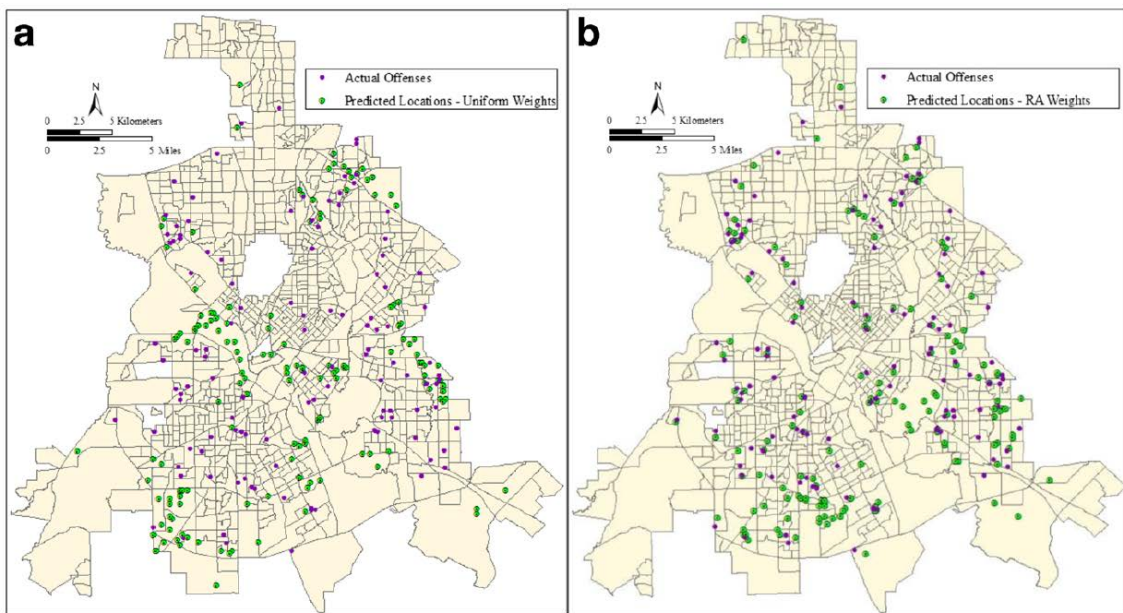 a
Actual Offenses
Predicted Locations - Uniform Weights
N
0 2.5 5 Kilometers
0 2.5 5 Miles
b
Actual Offenses
Predicted Locations - RA Weights
N
0 2.5 5 Kilometers
0 2.5 5 Miles